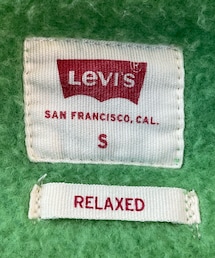 Levi's
SAN FRANCISCO, CAL.
S
RELAXED